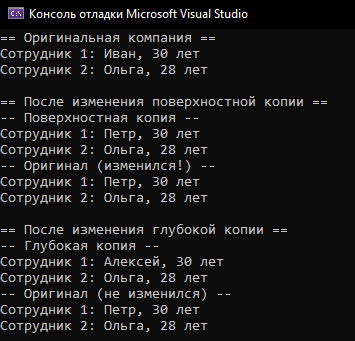 Консоль отладки Microsoft Visual Studio
== Оригинальная компания ==
Сотрудник 1: Иван, 30 лет
Сотрудник 2: Ольга, 28 лет
== После изменения поверхностной копии ==
-- Поверхностная копия --
Сотрудник 1: Петр, 30 лет
Сотрудник 2: Ольга, 28 лет
-- Оригинал (изменился!) --
Сотрудник 1: Петр, 30 лет
Сотрудник 2: Ольга, 28 лет
== После изменения глубокой копии ==
-- Глубокая копия --
Сотрудник 1: Алексей, 30 лет
Сотрудник 2: Ольга, 28 лет
-- Оригинал (не изменился) --
Сотрудник 1: Петр, 30 лет
Сотрудник 2: Ольга, 28 лет